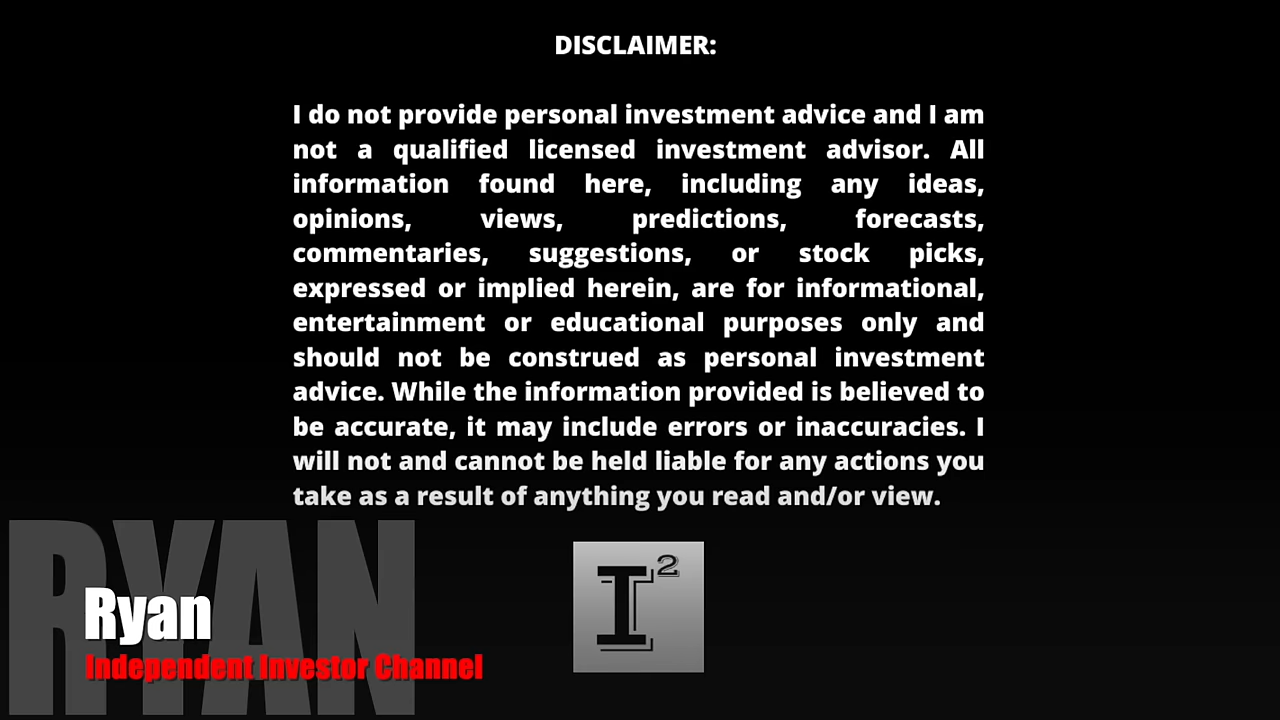 DISCLAIMER:
I do not provide personal investment advice and I am
not a qualified licensed investment advisor. All
information found here, including any ideas,
opinions, views, predictions, forecasts,
commentaries, suggestions, or stock picks,
expressed or implied herein, are for informational,
entertainment or educational purposes only and
should not be construed as personal investment
advice. While the information provided is believed to
be accurate, it may include errors or inaccuracies. I
will not and cannot be held liable for any actions you
take as a result of anything you read and/or view.
RYAN
Ryan
Independent Investor Channel
I²